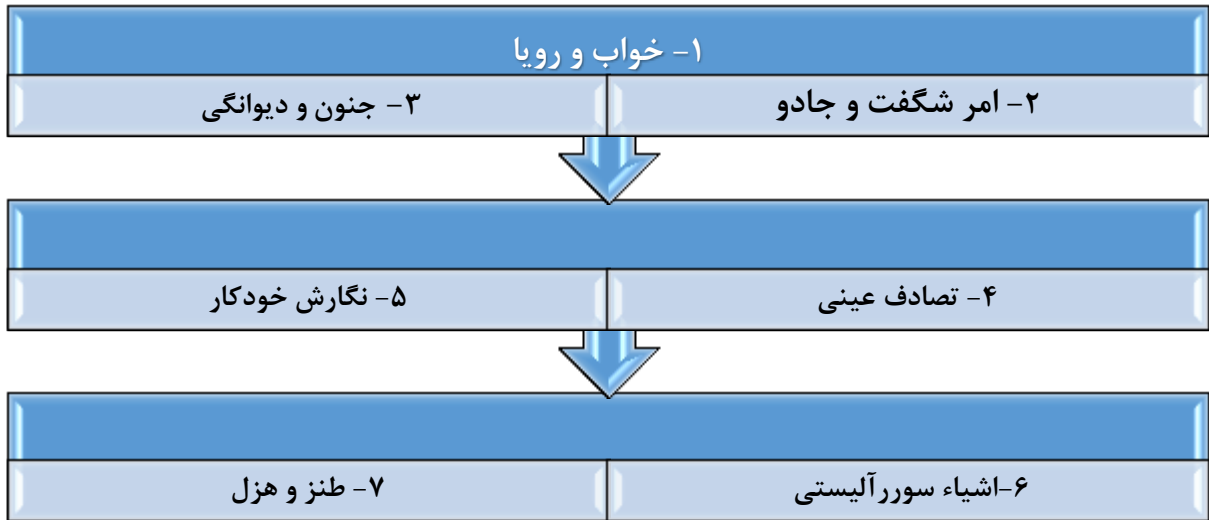 ۱- خواب و رویا
۲- امر شگفت و جادو
۳- جنون و دیوانگی
۴- تصادف عینی
۵- نگارش خودکار
۶-اشیاء سوررآلیستی
۷- طنز و هزل